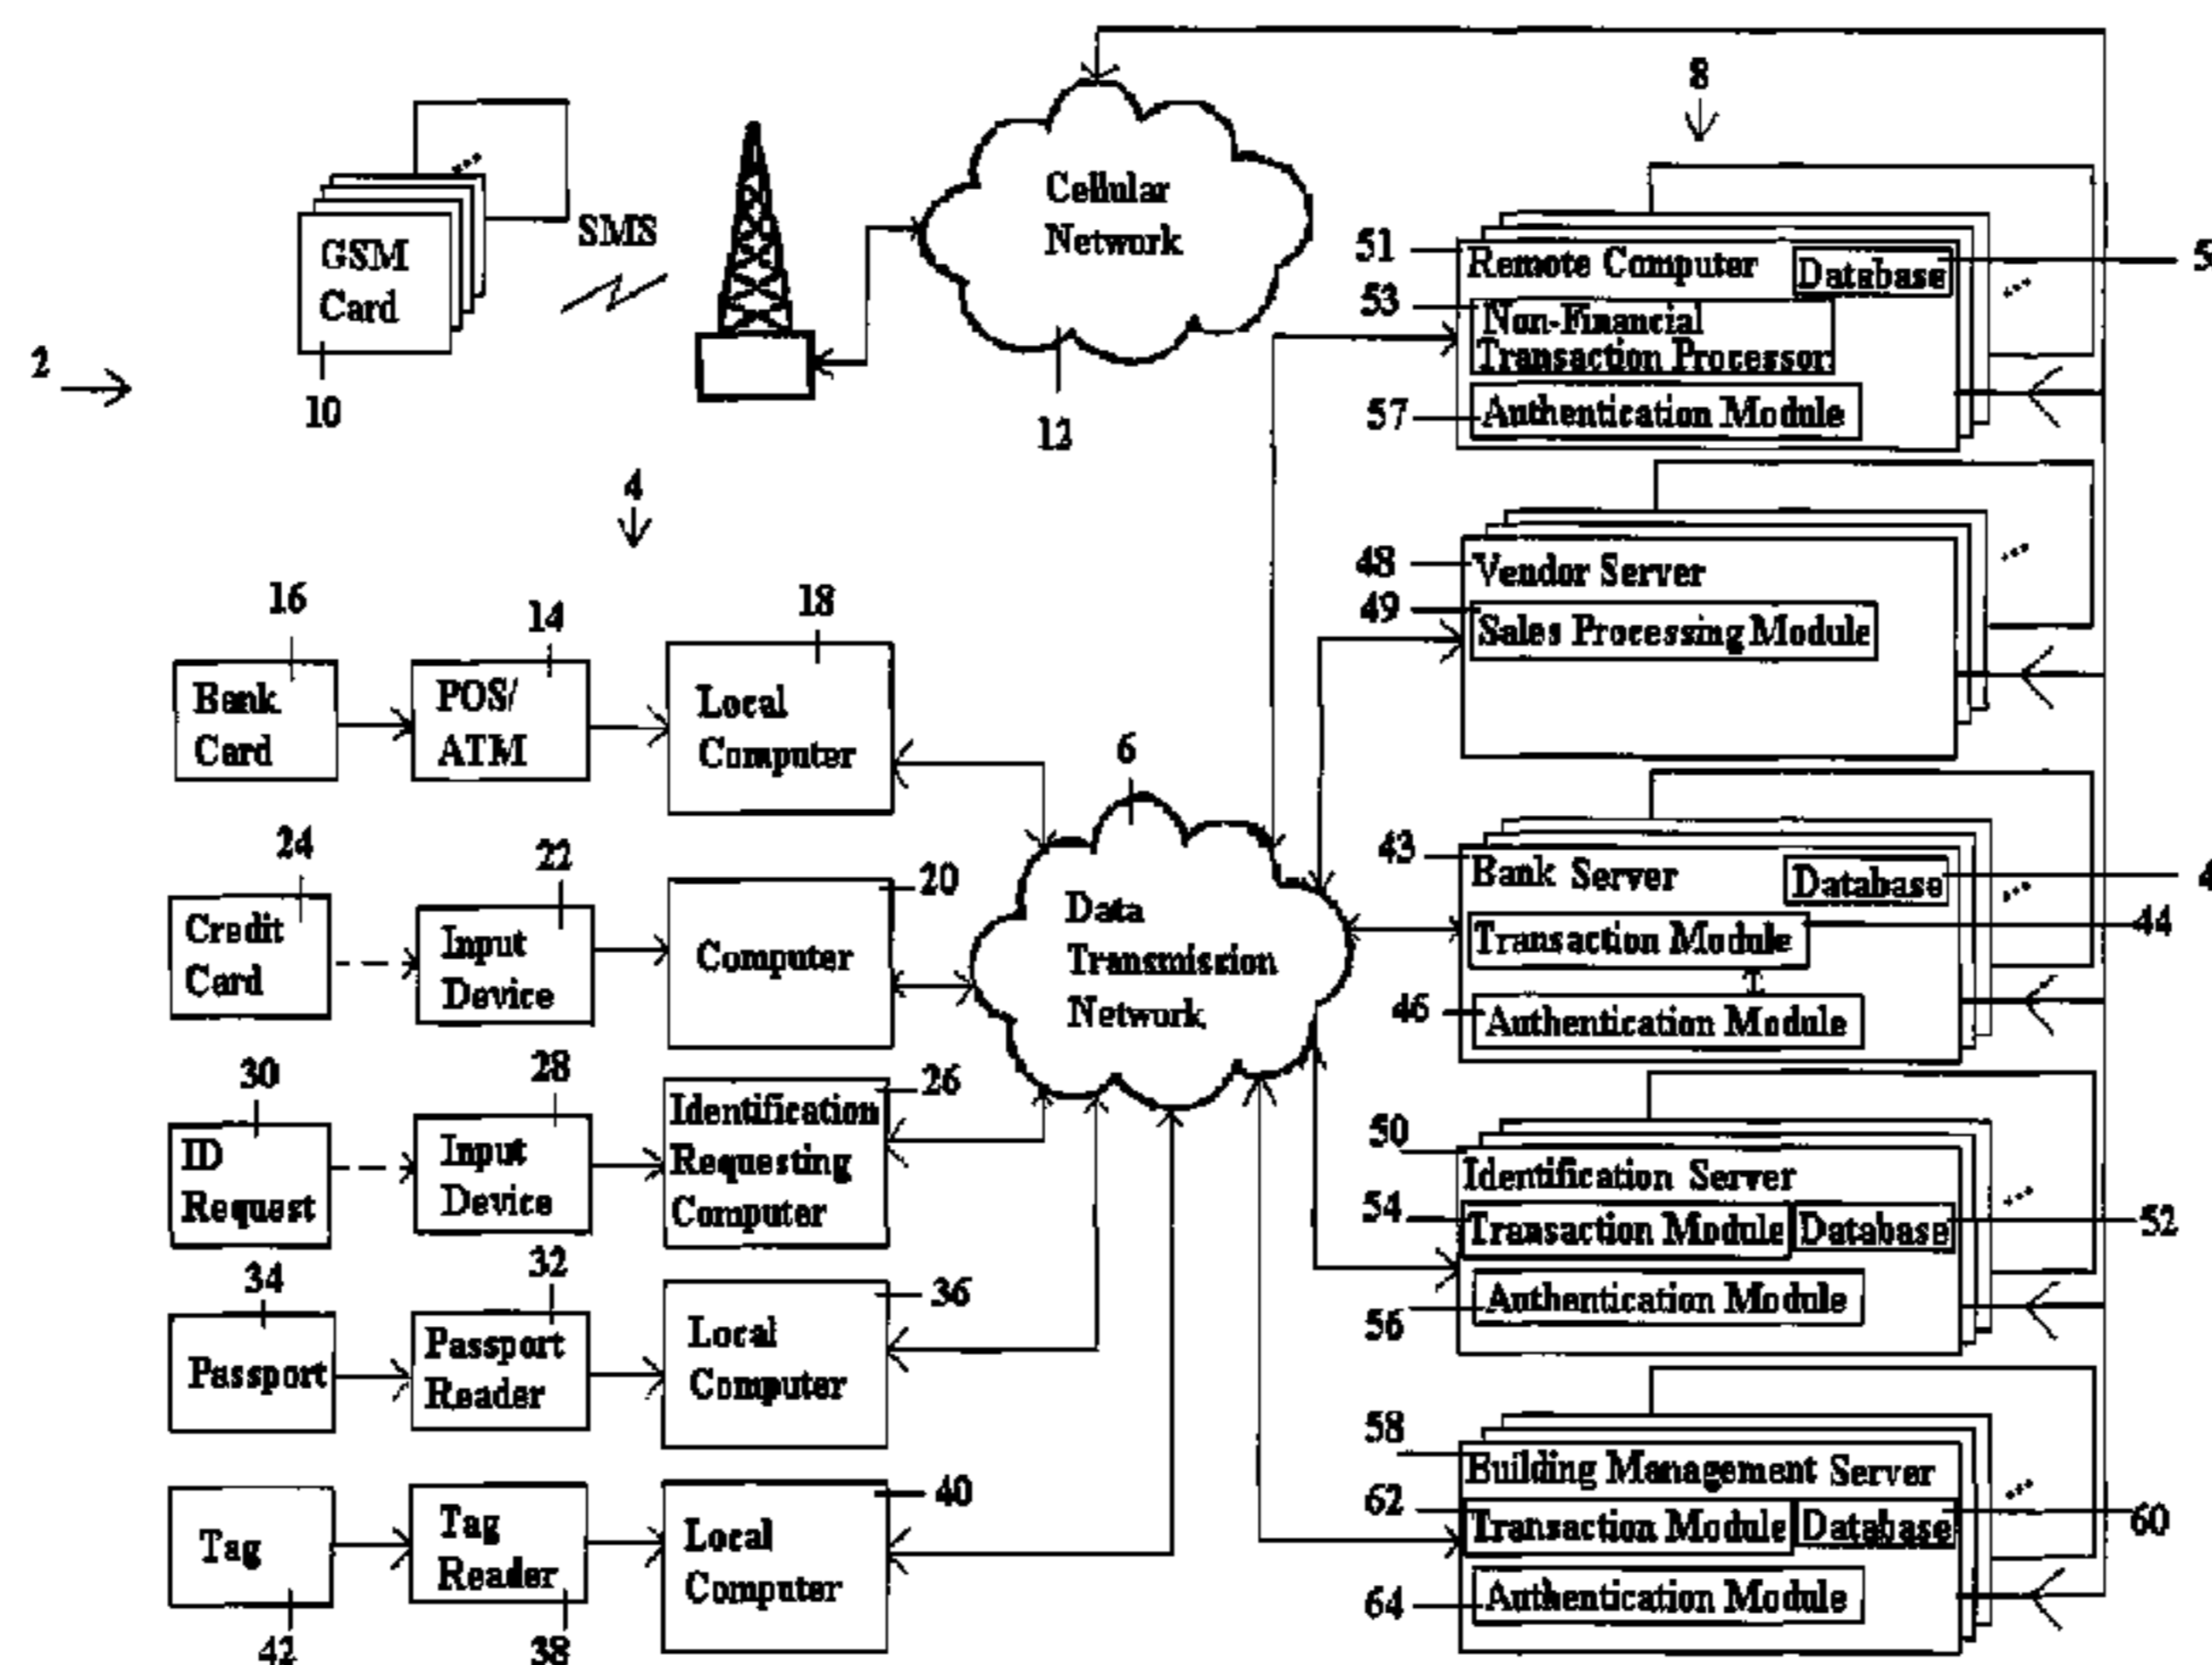 8
Cellular
Network
SMS
GSM
Card
51
Remote Computer
Database
53
Non-Financial
Transaction Processor
2
10
12
57
Authentication Module
4
48
Vendor Server
49
Sales Processing Module
16
14
18
Bank
Card
POS/
ATM
Local
Computer
6
24
22
20
43
Bank Server
Database
Transaction Module
44
46
Authentication Module
Credit
Card
Input
Device
Computer
Data
Transmission
Network
30
28
26
ID
Request
Input
Device
Identification
Requesting
Computer
50
Identification Server
54
Transaction Module
Database
52
56
Authentication Module
34
32
36
Passport
Passport
Reader
Local
Computer
58
Building Management Server
62
Transaction Module
Database
60
64
Authentication Module
40
Tag
Tag
Reader
Local
Computer
42
38